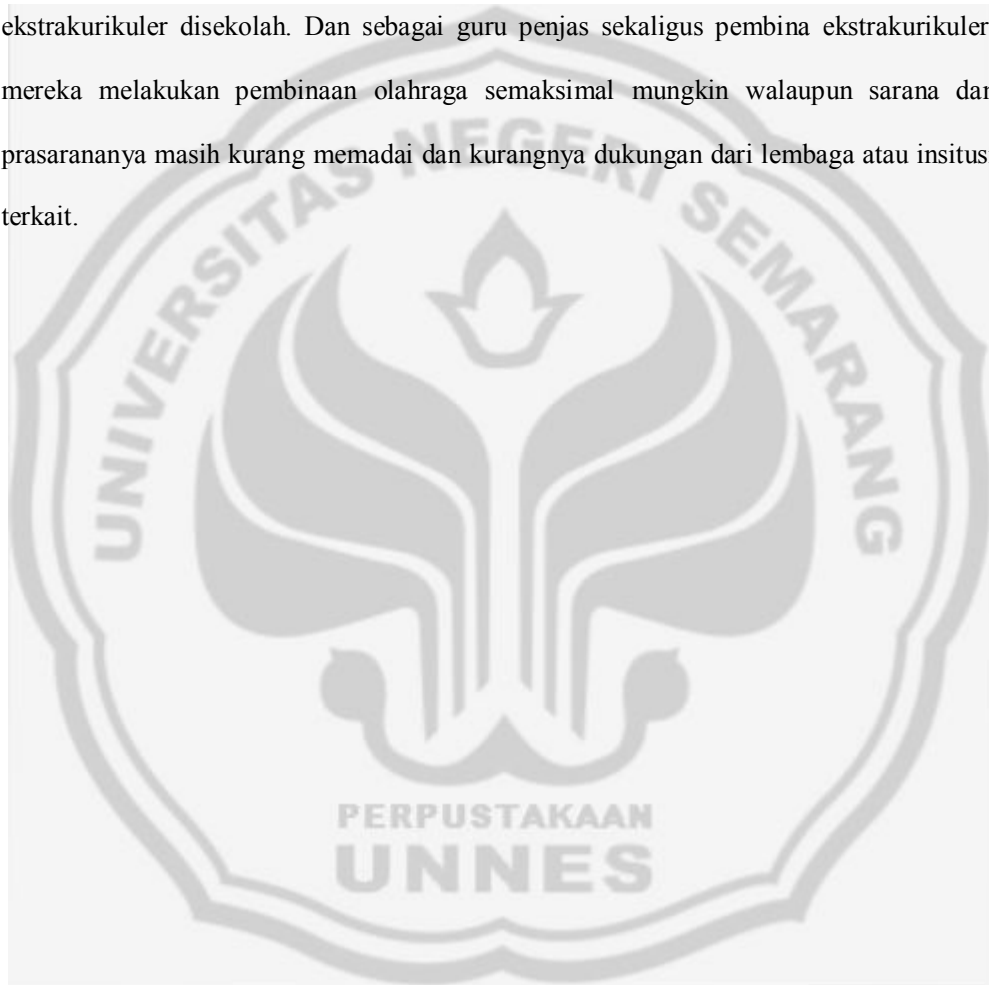 ekstrakurikuler disekolah. Dan sebagai guru penjas sekaligus pembina ekstrakurikuler
mereka melakukan pembinaan olahraga semaksimal mungkin walaupun sarana dan
prasarananya masih kurang memadai dan kurangnya dukungan dari lembaga atau insitusi
terkait.
UNIVERSITAS NEGERI SEMARANG
PERPUSTAKAAN
UNNES